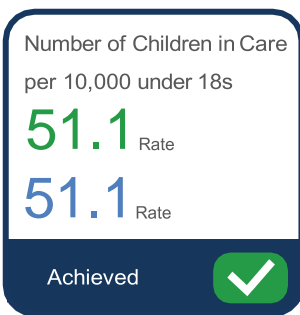 Number of Children in Care
per 10,000 under 18s
51.1 Rate
51.1 Rate
Achieved